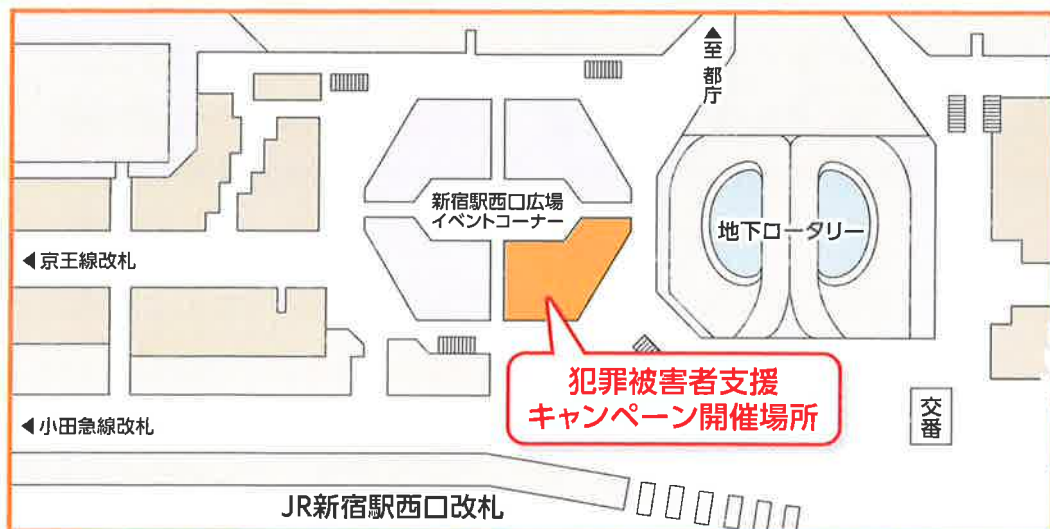 ▲至 都庁
新宿駅西口広場
イベントコーナー
地下ロータリー
◀京王線改札
犯罪被害者支援
キャンペーン開催場所
交番
◀小田急線改札
JR新宿駅西口改札